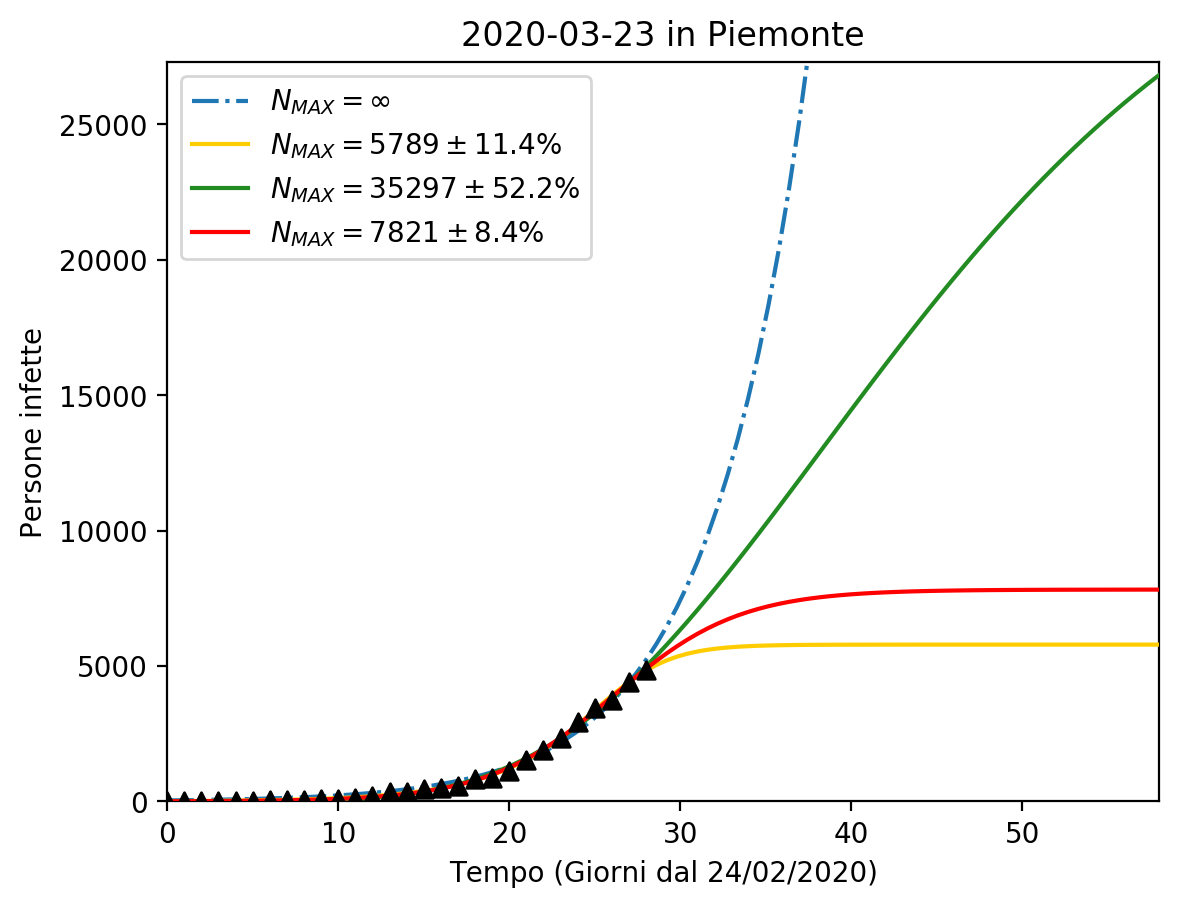 2020-03-23 in Piemonte
N_MAX = ∞
N_MAX = 5789 ± 11.4%
N_MAX = 35297 ± 52.2%
N_MAX = 7821 ± 8.4%
25000
20000
15000
10000
5000
0
Persone infette
0 10 20 30 40 50
Tempo (Giorni dal 24/02/2020)